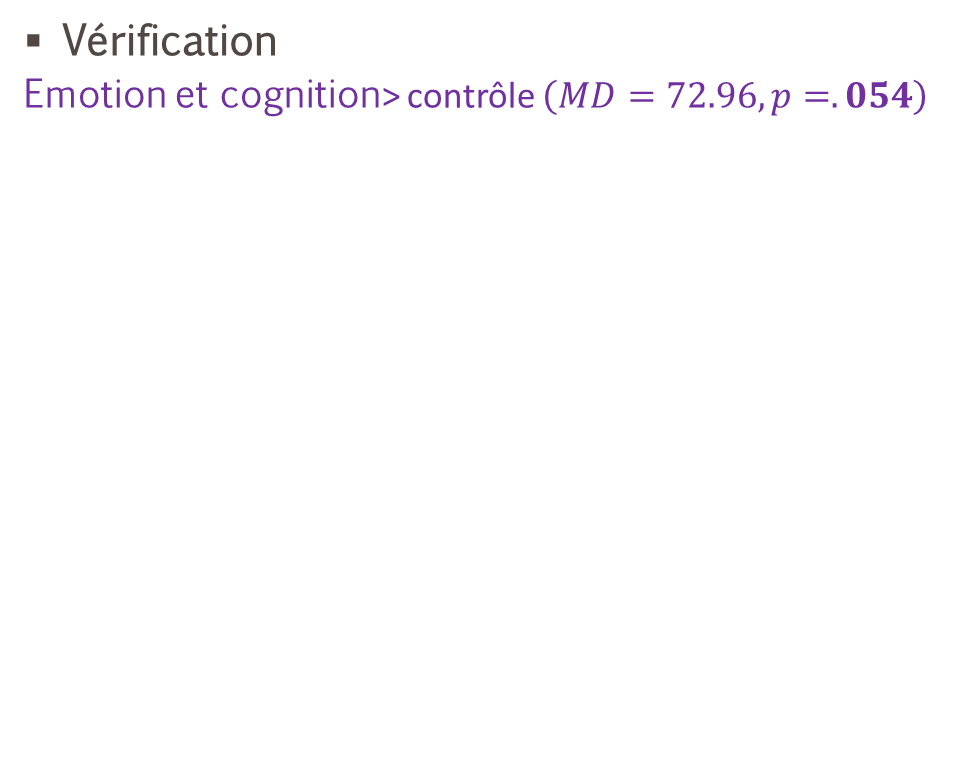 ▪ Vérification
Emotion et cognition> contrôle (MD = 72.96, p =. 054)